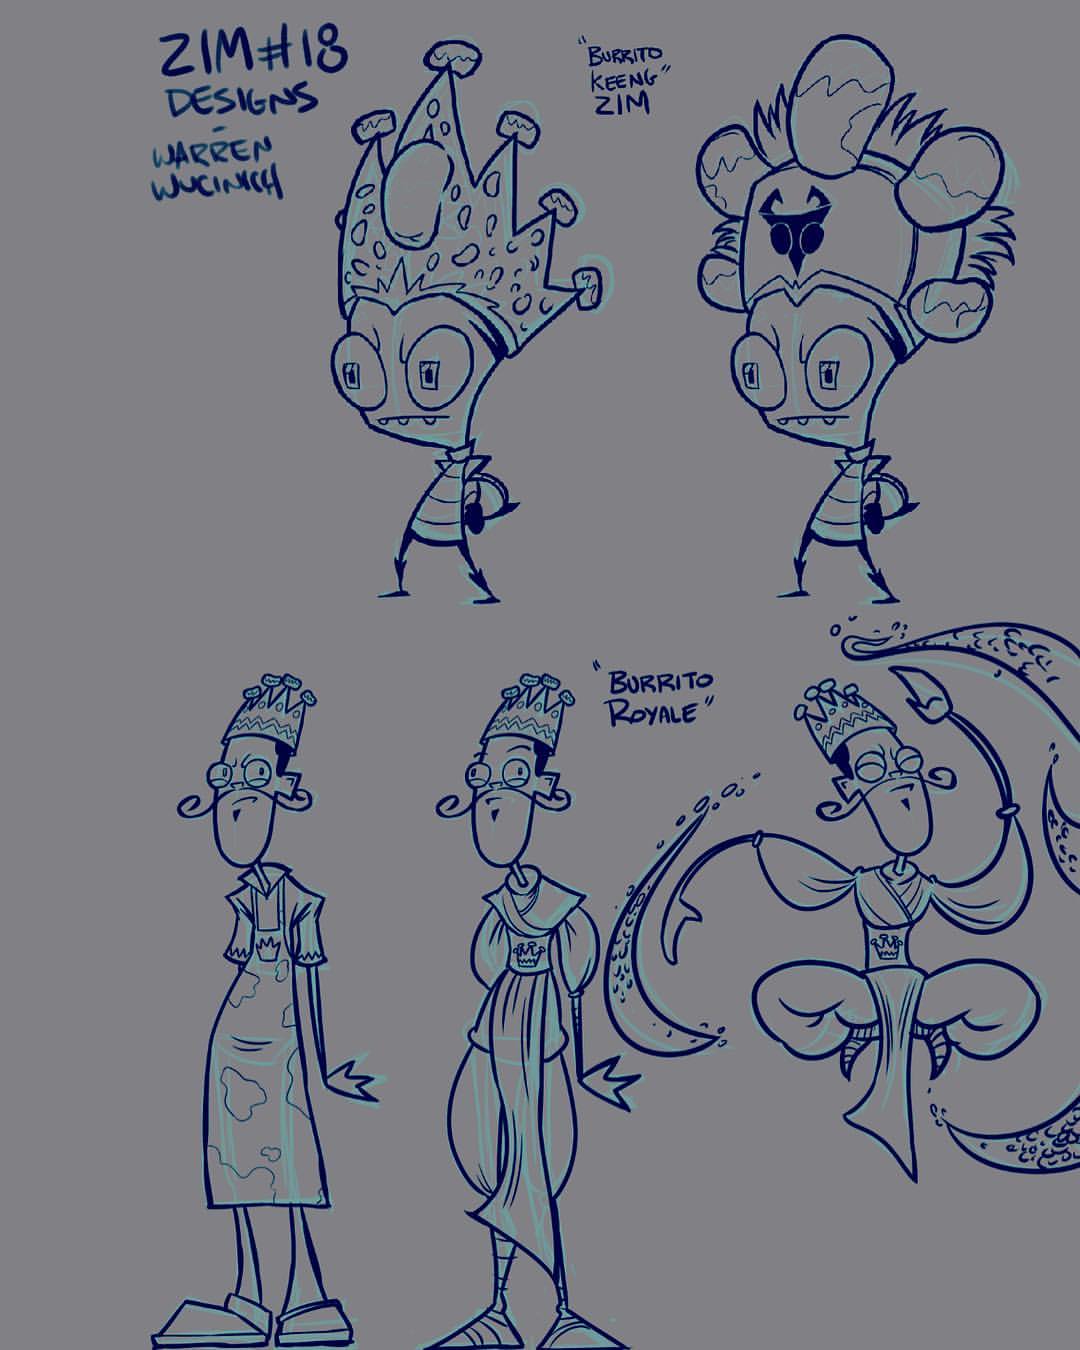 ZIM#18
DESIGNS
-
WARREN
WUCINICH
"BURRITO
KEENG"
ZIM
"BURRITO
ROYALE"